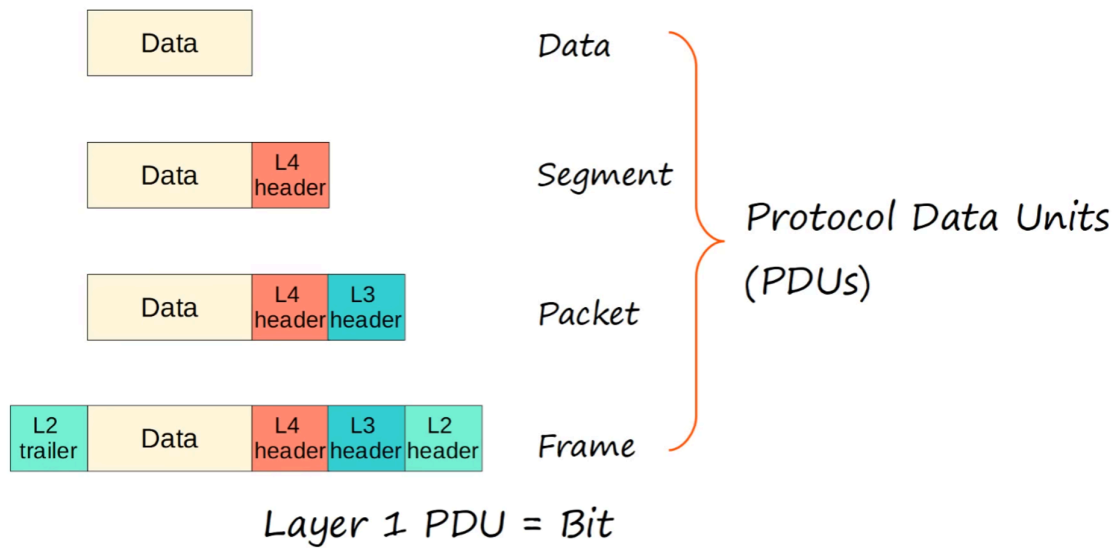 Data
Data
Data
L4
header
Segment
Data
L4
header
L3
header
Packet
L2
trailer
Data
L4
header
L3
header
L2
header
Frame
Protocol Data Units
(PDUs)
Layer 1 PDU = Bit